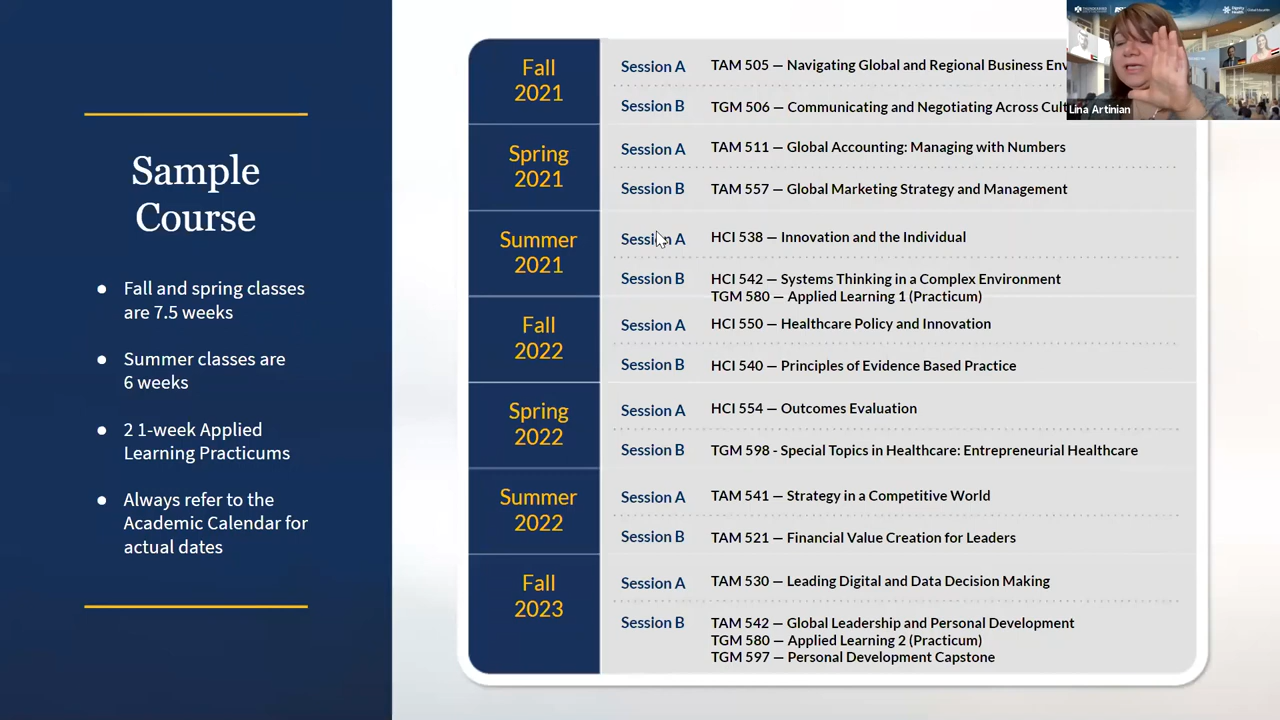 Sample
Course
● Fall and spring classes
are 7.5 weeks
● Summer classes are
6 weeks
● 2 1-week Applied
Learning Practicums
● Always refer to the
Academic Calendar for
actual dates
Fall
2021
Session A TAM 505 — Navigating Global and Regional Business
Session B TGM 506 — Communicating and Negotiating Across
Spring
2021
Session A TAM 511 — Global Accounting: Managing with Numbers
Session B TAM 557 — Global Marketing Strategy and Management
Summer
2021
Session A HCI 538 — Innovation and the Individual
Session B HCI 542 — Systems Thinking in a Complex Environment
TGM 580 — Applied Learning 1 (Practicum)
Fall
2022
Session A HCI 550 — Healthcare Policy and Innovation
Session B HCI 540 — Principles of Evidence Based Practice
Spring
2022
Session A HCI 554 — Outcomes Evaluation
Session B TGM 598 - Special Topics in Healthcare: Entrepreneurial Healthcare
Summer
2022
Session A TAM 541 — Strategy in a Competitive World
Session B TAM 521 — Financial Value Creation for Leaders
Fall
2023
Session A TAM 530 — Leading Digital and Data Decision Making
Session B TAM 542 — Global Leadership and Personal Development
TGM 580 — Applied Learning 2 (Practicum)
TGM 597 — Personal Development Capstone
Lina Artinian